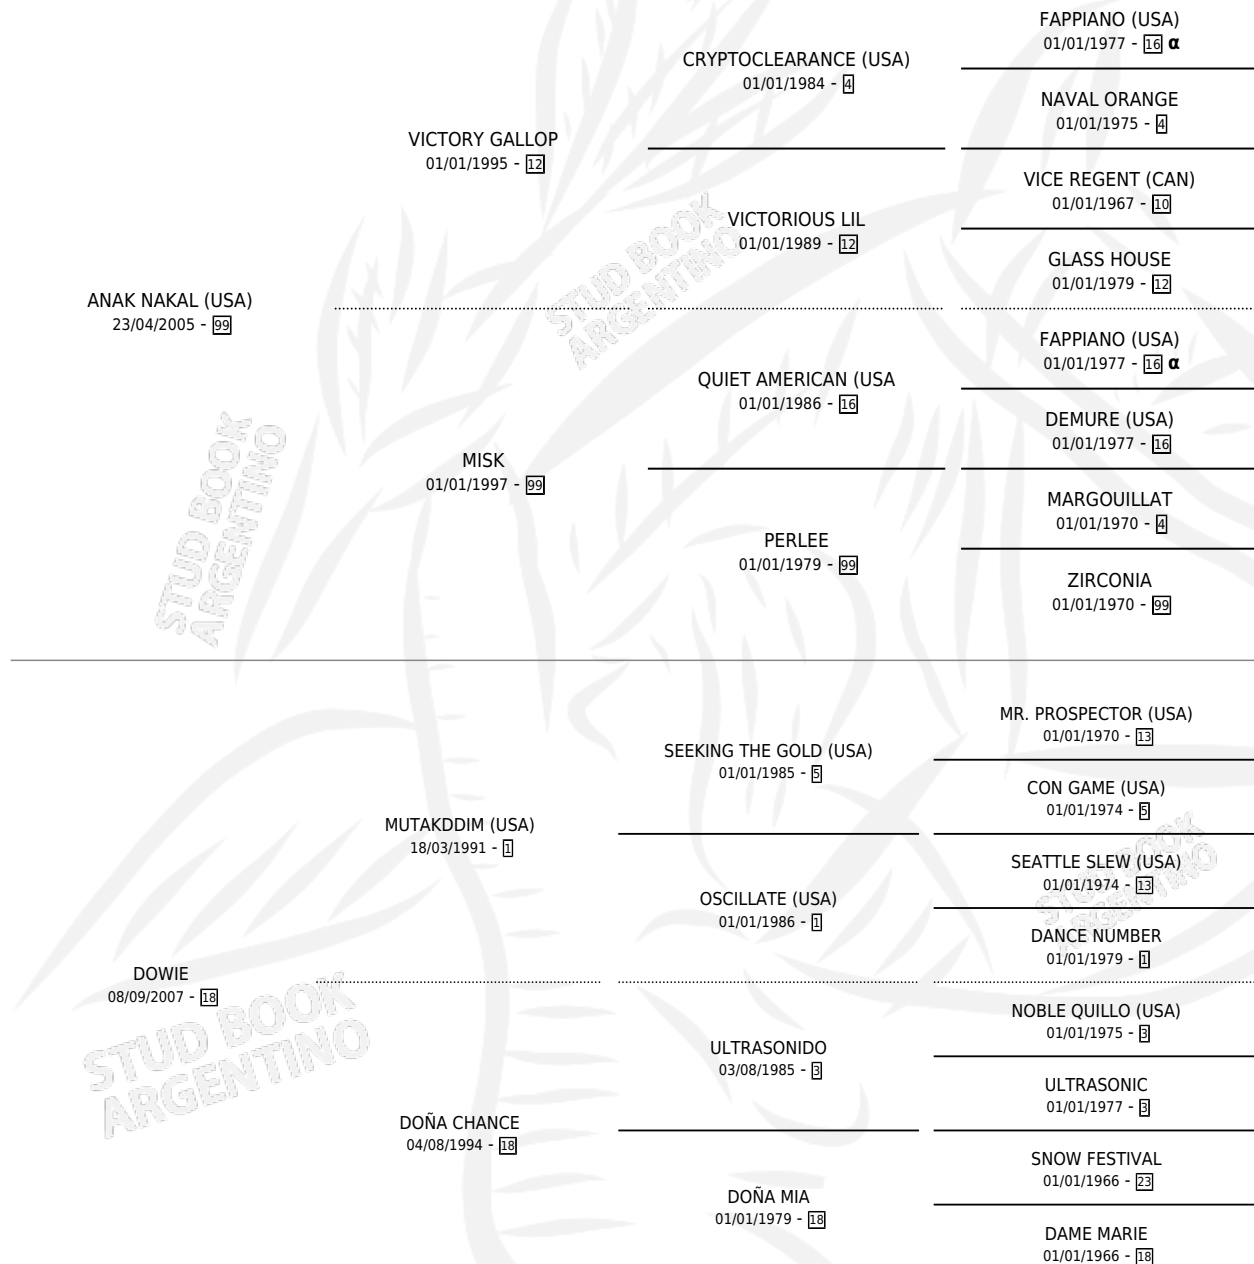 FAPPIANO (USA)
01/01/1977 - 16 α
CRYPTOCLEARANCE (USA)
01/01/1984 - 4
NAVAL ORANGE
01/01/1975 - 4
VICTORY GALLOP
01/01/1995 - 12
VICE REGENT (CAN)
01/01/1967 - 10
VICTORIOUS LIL
01/01/1989 - 12
GLASS HOUSE
01/01/1979 - 12
ANAK NAKAL (USA)
23/04/2005 - 99
FAPPIANO (USA)
01/01/1977 - 16 α
QUIET AMERICAN (USA
01/01/1986 - 16
DEMURE (USA)
01/01/1977 - 16
MISK
01/01/1997 - 99
MARGOUILLAT
01/01/1970 - 4
PERLEE
01/01/1979 - 99
ZIRCONIA
01/01/1970 - 99
MR. PROSPECTOR (USA)
01/01/1970 - 13
SEEKING THE GOLD (USA)
01/01/1985 - 5
CON GAME (USA)
01/01/1974 - 5
MUTAKDDIM (USA)
18/03/1991 - 1
SEATTLE SLEW (USA)
01/01/1974 - 13
OSCILLATE (USA)
01/01/1986 - 1
DANCE NUMBER
01/01/1979 - 1
DOWIE
08/09/2007 - 18
NOBLE QUILLO (USA)
01/01/1975 - 3
ULTRASONIDO
03/08/1985 - 3
ULTRASONIC
01/01/1977 - 3
DOÑA CHANCE
04/08/1994 - 18
SNOW FESTIVAL
01/01/1966 - 23
DOÑA MIA
01/01/1979 - 18
DAME MARIE
01/01/1966 - 18
STUD BOOK
ARGENTINO
STUD BOOK
ARGENTINO
STUD BOOK
ARGENTINO
STUD BOOK
ARGENTINO